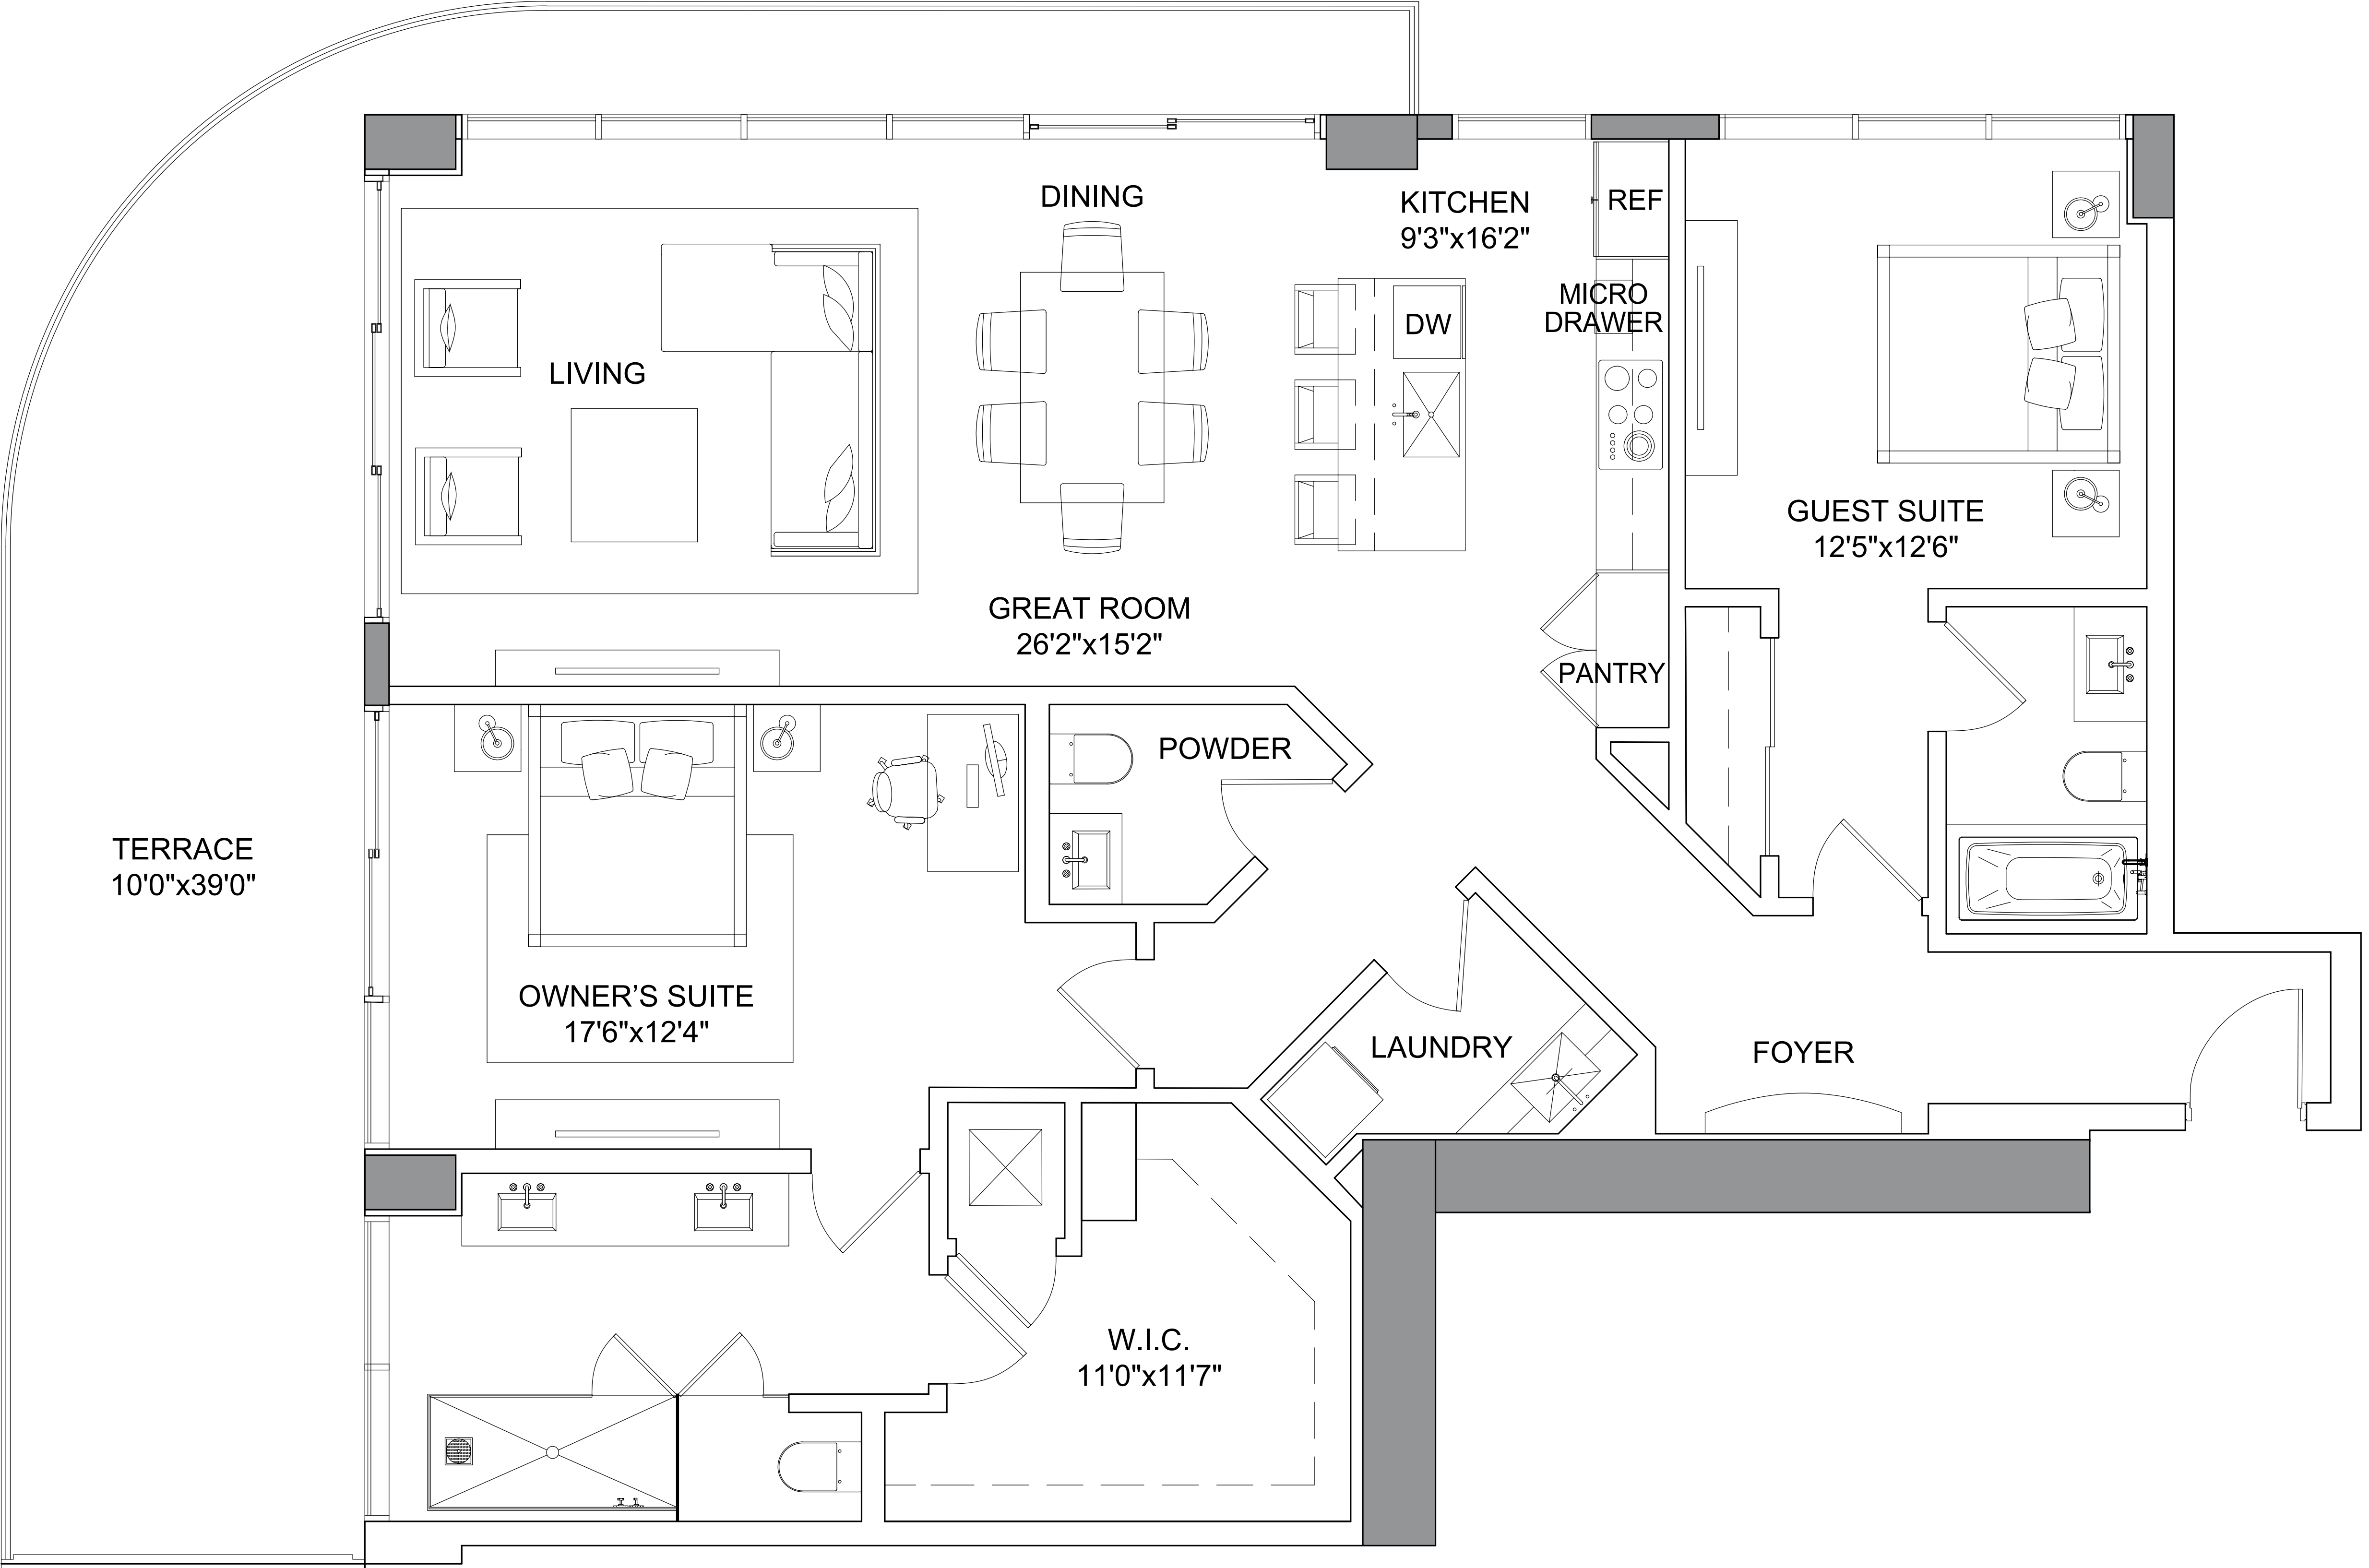 DINING
KITCHEN
9'3"x16'2"
REF
MICRO
DRAWER
DW
LIVING
GUEST SUITE
12'5"x12'6"
GREAT ROOM
26'2"x15'2"
PANTRY
POWDER
TERRACE
10'0"x39'0"
OWNER’S SUITE
17'6"x12'4"
LAUNDRY
FOYER
W.I.C.
11'0"x11'7"